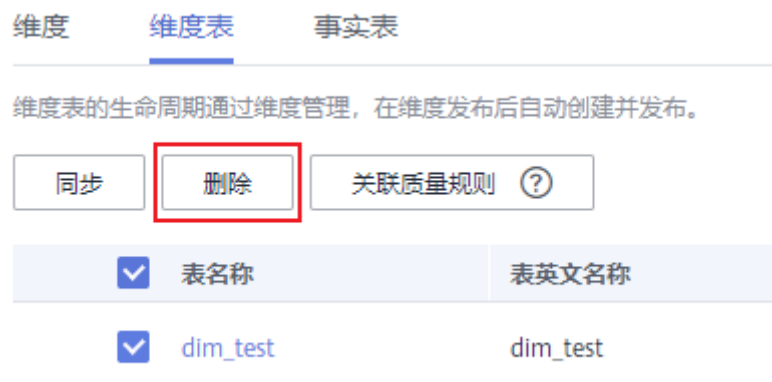 维度 维度表 事实表
维度表的生命周期通过维度管理，在维度发布后自动创建并发布。
同步 删除 关联质量规则 ?
表名称 表英文名称
dim_test dim_test